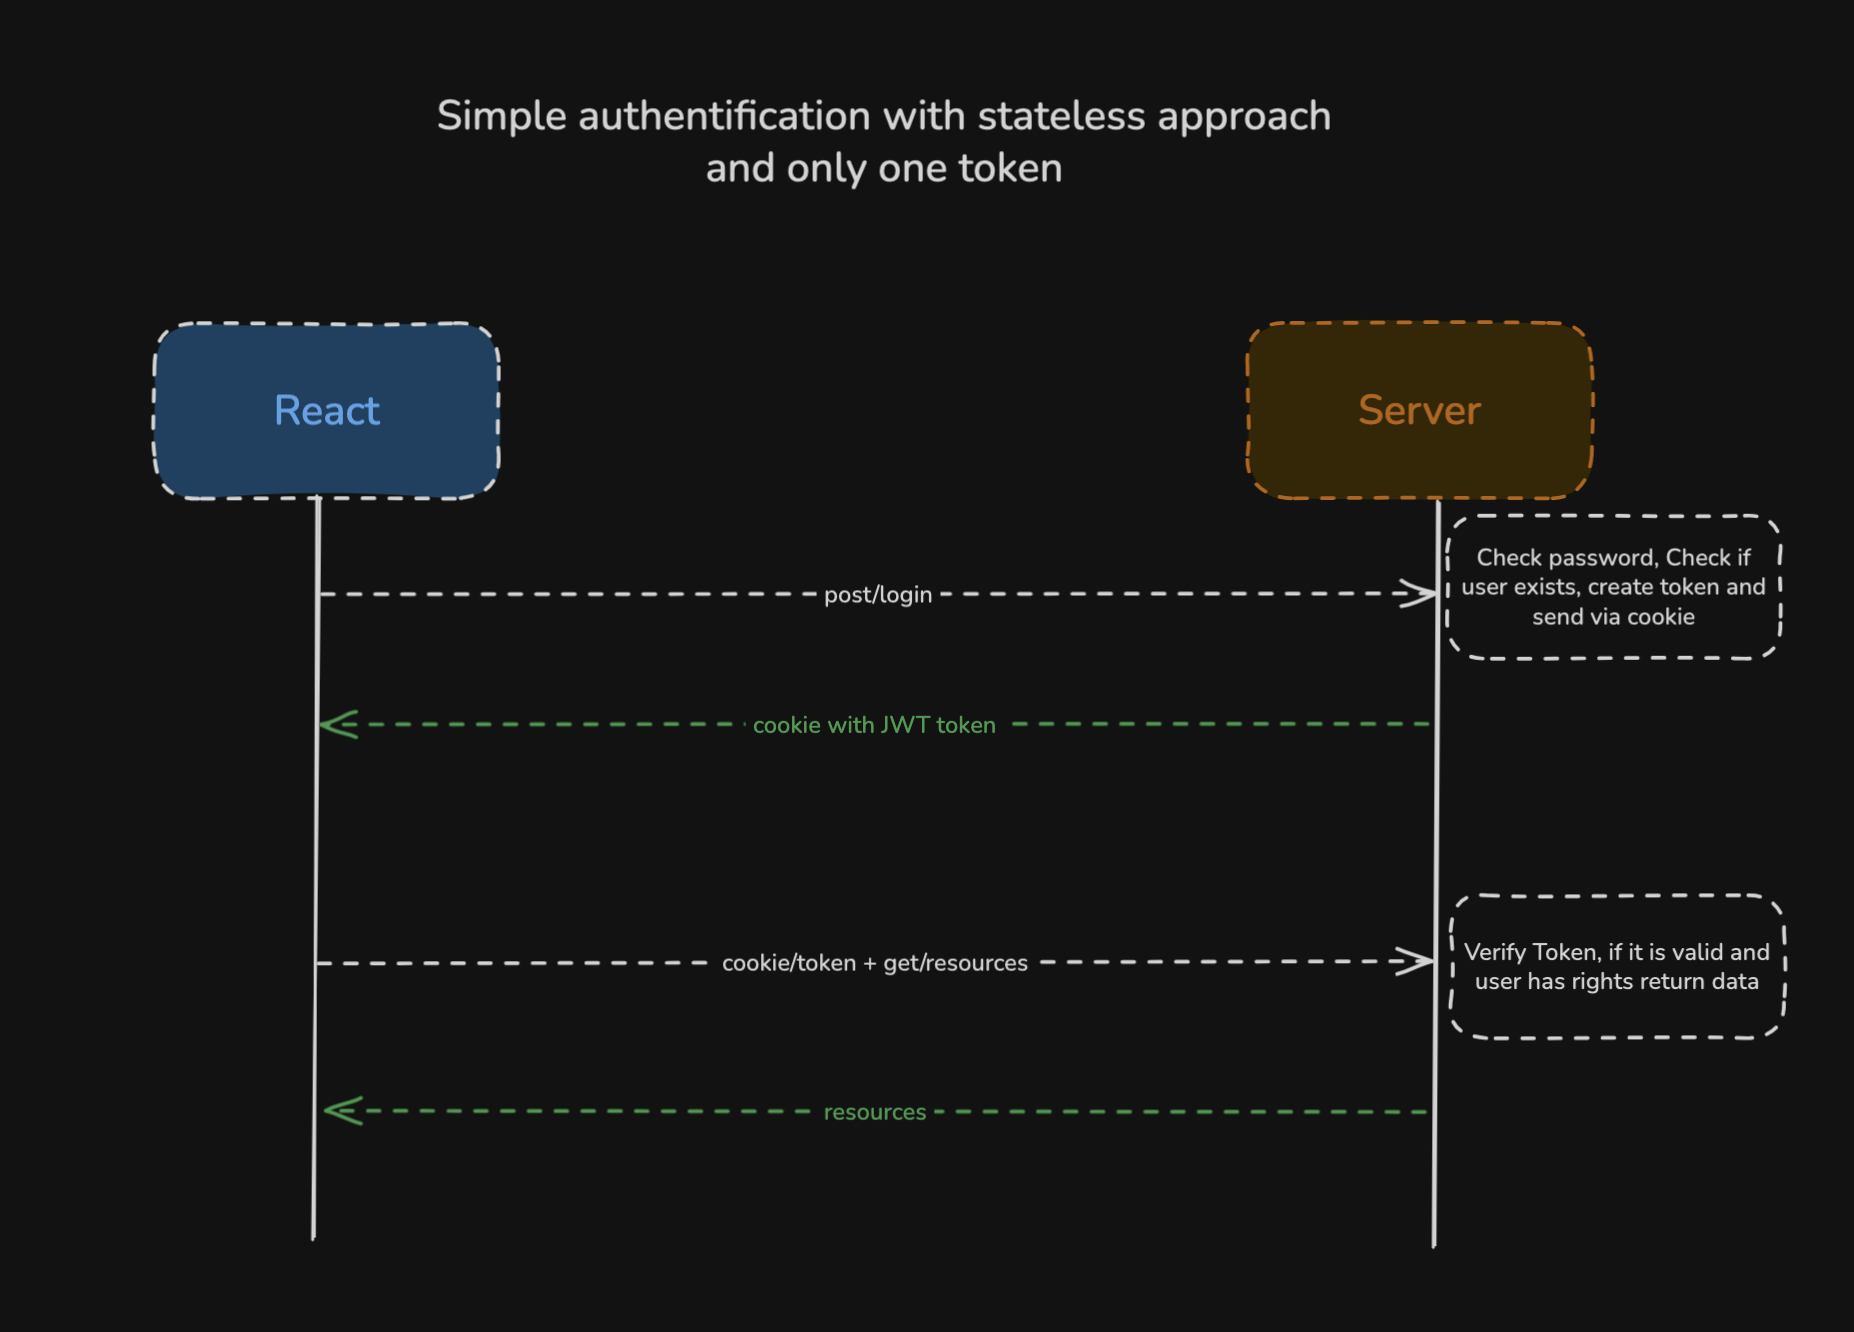 Simple authentification with stateless approach
and only one token
React
Server
post/login
Check password, Check if
user exists, create token and
send via cookie
cookie with JWT token
cookie/token + get/resources
Verify Token, if it is valid and
user has rights return data
resources